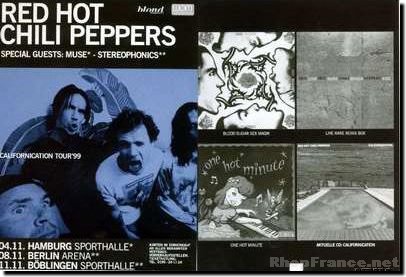 RED HOT
CHILI PEPPERS
blond
SPECIAL GUESTS: MUSE* - STEREOPHONICS**
CALIFORNICATION TOUR'99
04.11. HAMBURG SPORTHALLE*
08.11. BERLIN ARENA**
11.11. BÖBLINGEN SPORTHALLE**
BLOOD SUGAR SEX MAGIK
LIVE RARE REMIX BOX
one hot minute
ONE HOT MINUTE
AKTUELLE CD: CALIFORNICATION
RhcpFrance.net